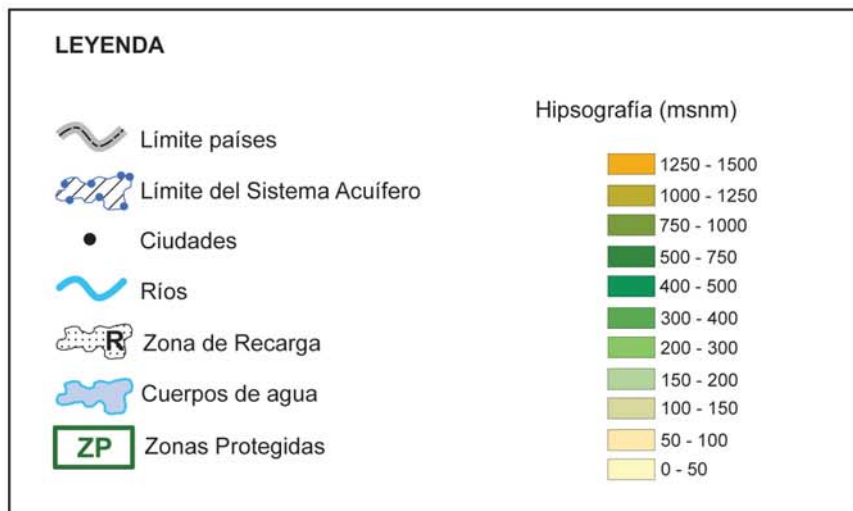 LEYENDA
Límite países
Límite del Sistema Acuífero
Ciudades
Ríos
R
Zona de Recarga
Cuerpos de agua
ZP
Zonas Protegidas
Hipsografía (msnm)
1250 - 1500
1000 - 1250
750 - 1000
500 - 750
400 - 500
300 - 400
200 - 300
150 - 200
100 - 150
50 - 100
0 - 50